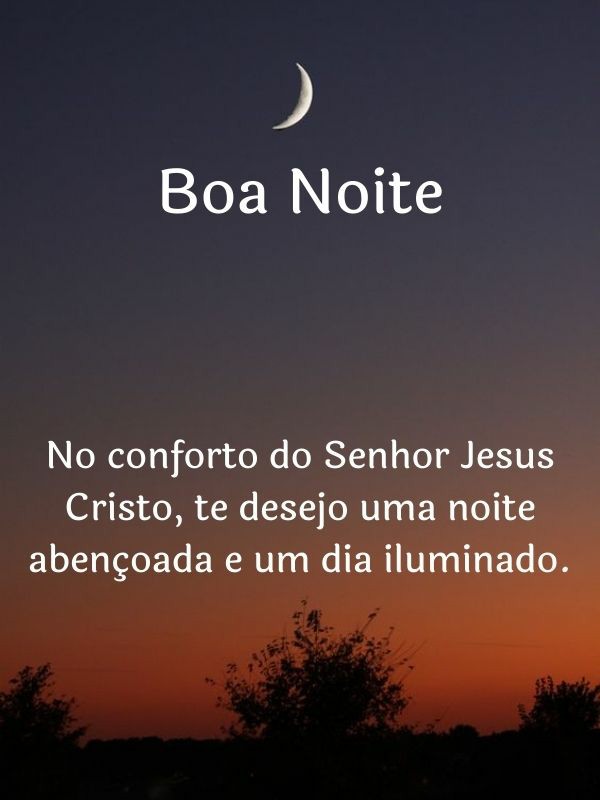 Boa Noite
No conforto do Senhor Jesus
Cristo, te desejo uma noite
abençoada e um dia iluminado.